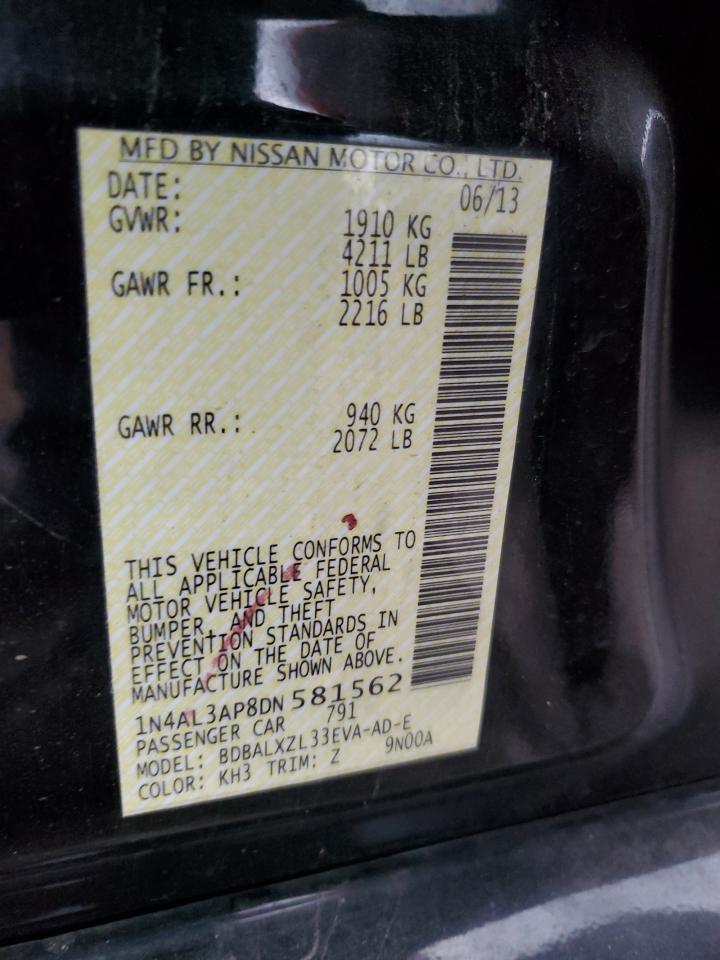 MFD BY NISSAN MOTOR CO., LTD.
DATE: 06/13
GVWR: 1910 KG
4211 LB
GAWR FR.: 1005 KG
2216 LB
GAWR RR.: 940 KG
2072 LB
THIS VEHICLE CONFORMS TO
ALL APPLICABLE FEDERAL
MOTOR VEHICLE SAFETY,
BUMPER, AND THEFT
PREVENTION STANDARDS IN
EFFECT ON THE DATE OF
MANUFACTURE SHOWN ABOVE.
1N4AL3AP8DN 581562
PASSENGER CAR 791
MODEL: BDBALXZL33EVA-AD-E
COLOR: KH3 TRIM: Z 9N00A